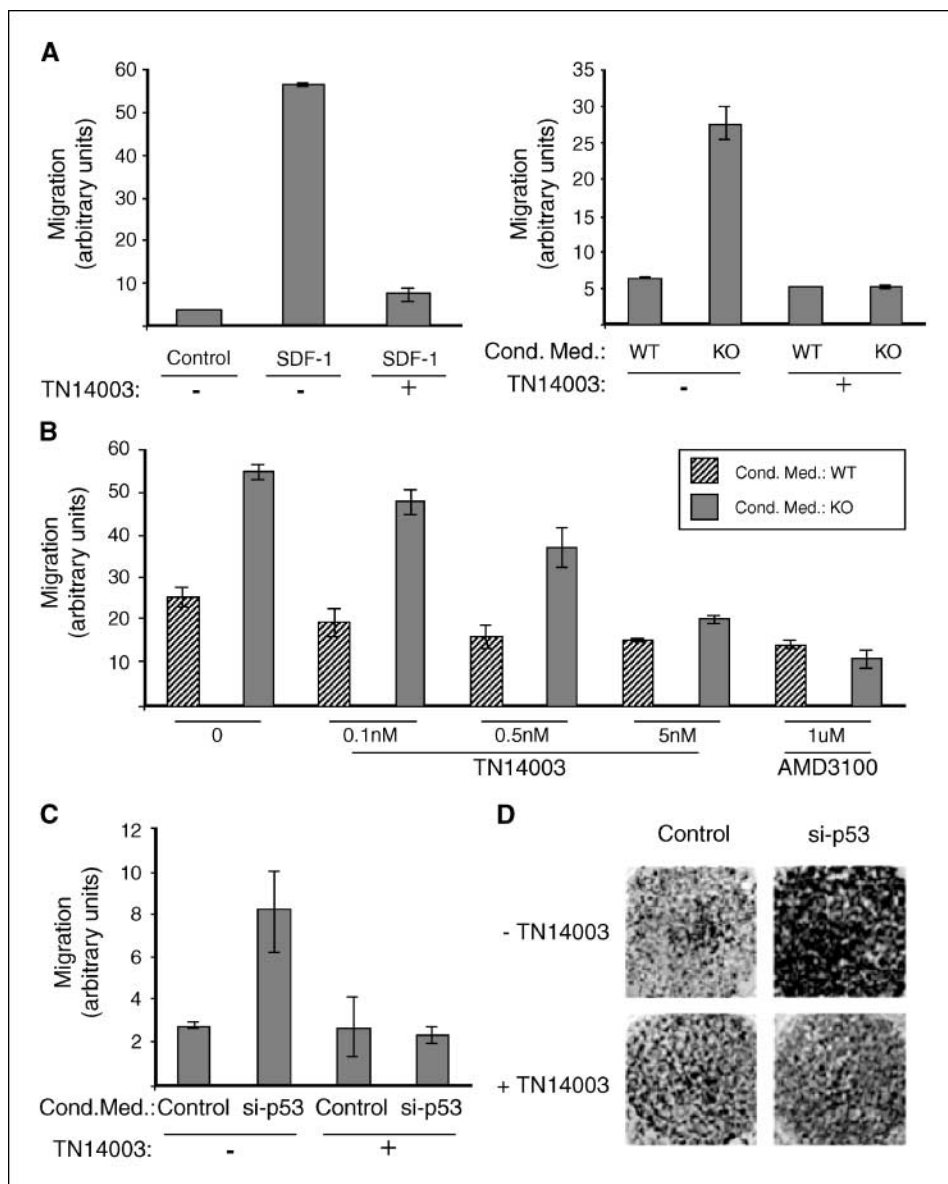 A
Migration
(arbitrary units)
60
50
40
30
20
10
Control SDF-1 SDF-1
TN14003: - - +
Migration
(arbitrary units)
35
30
25
20
15
10
5
Cond. Med.: WT KO WT KO
TN14003: - +
B
Migration
(arbitrary units)
60
50
40
30
20
10
Cond. Med.: WT
Cond. Med.: KO
0 0.1nM 0.5nM 5nM 1uM
TN14003 AMD3100
C
Migration
(arbitrary units)
12
10
8
6
4
2
Cond.Med.: Control si-p53 Control si-p53
TN14003: - +
D
Control si-p53
- TN14003
+ TN14003